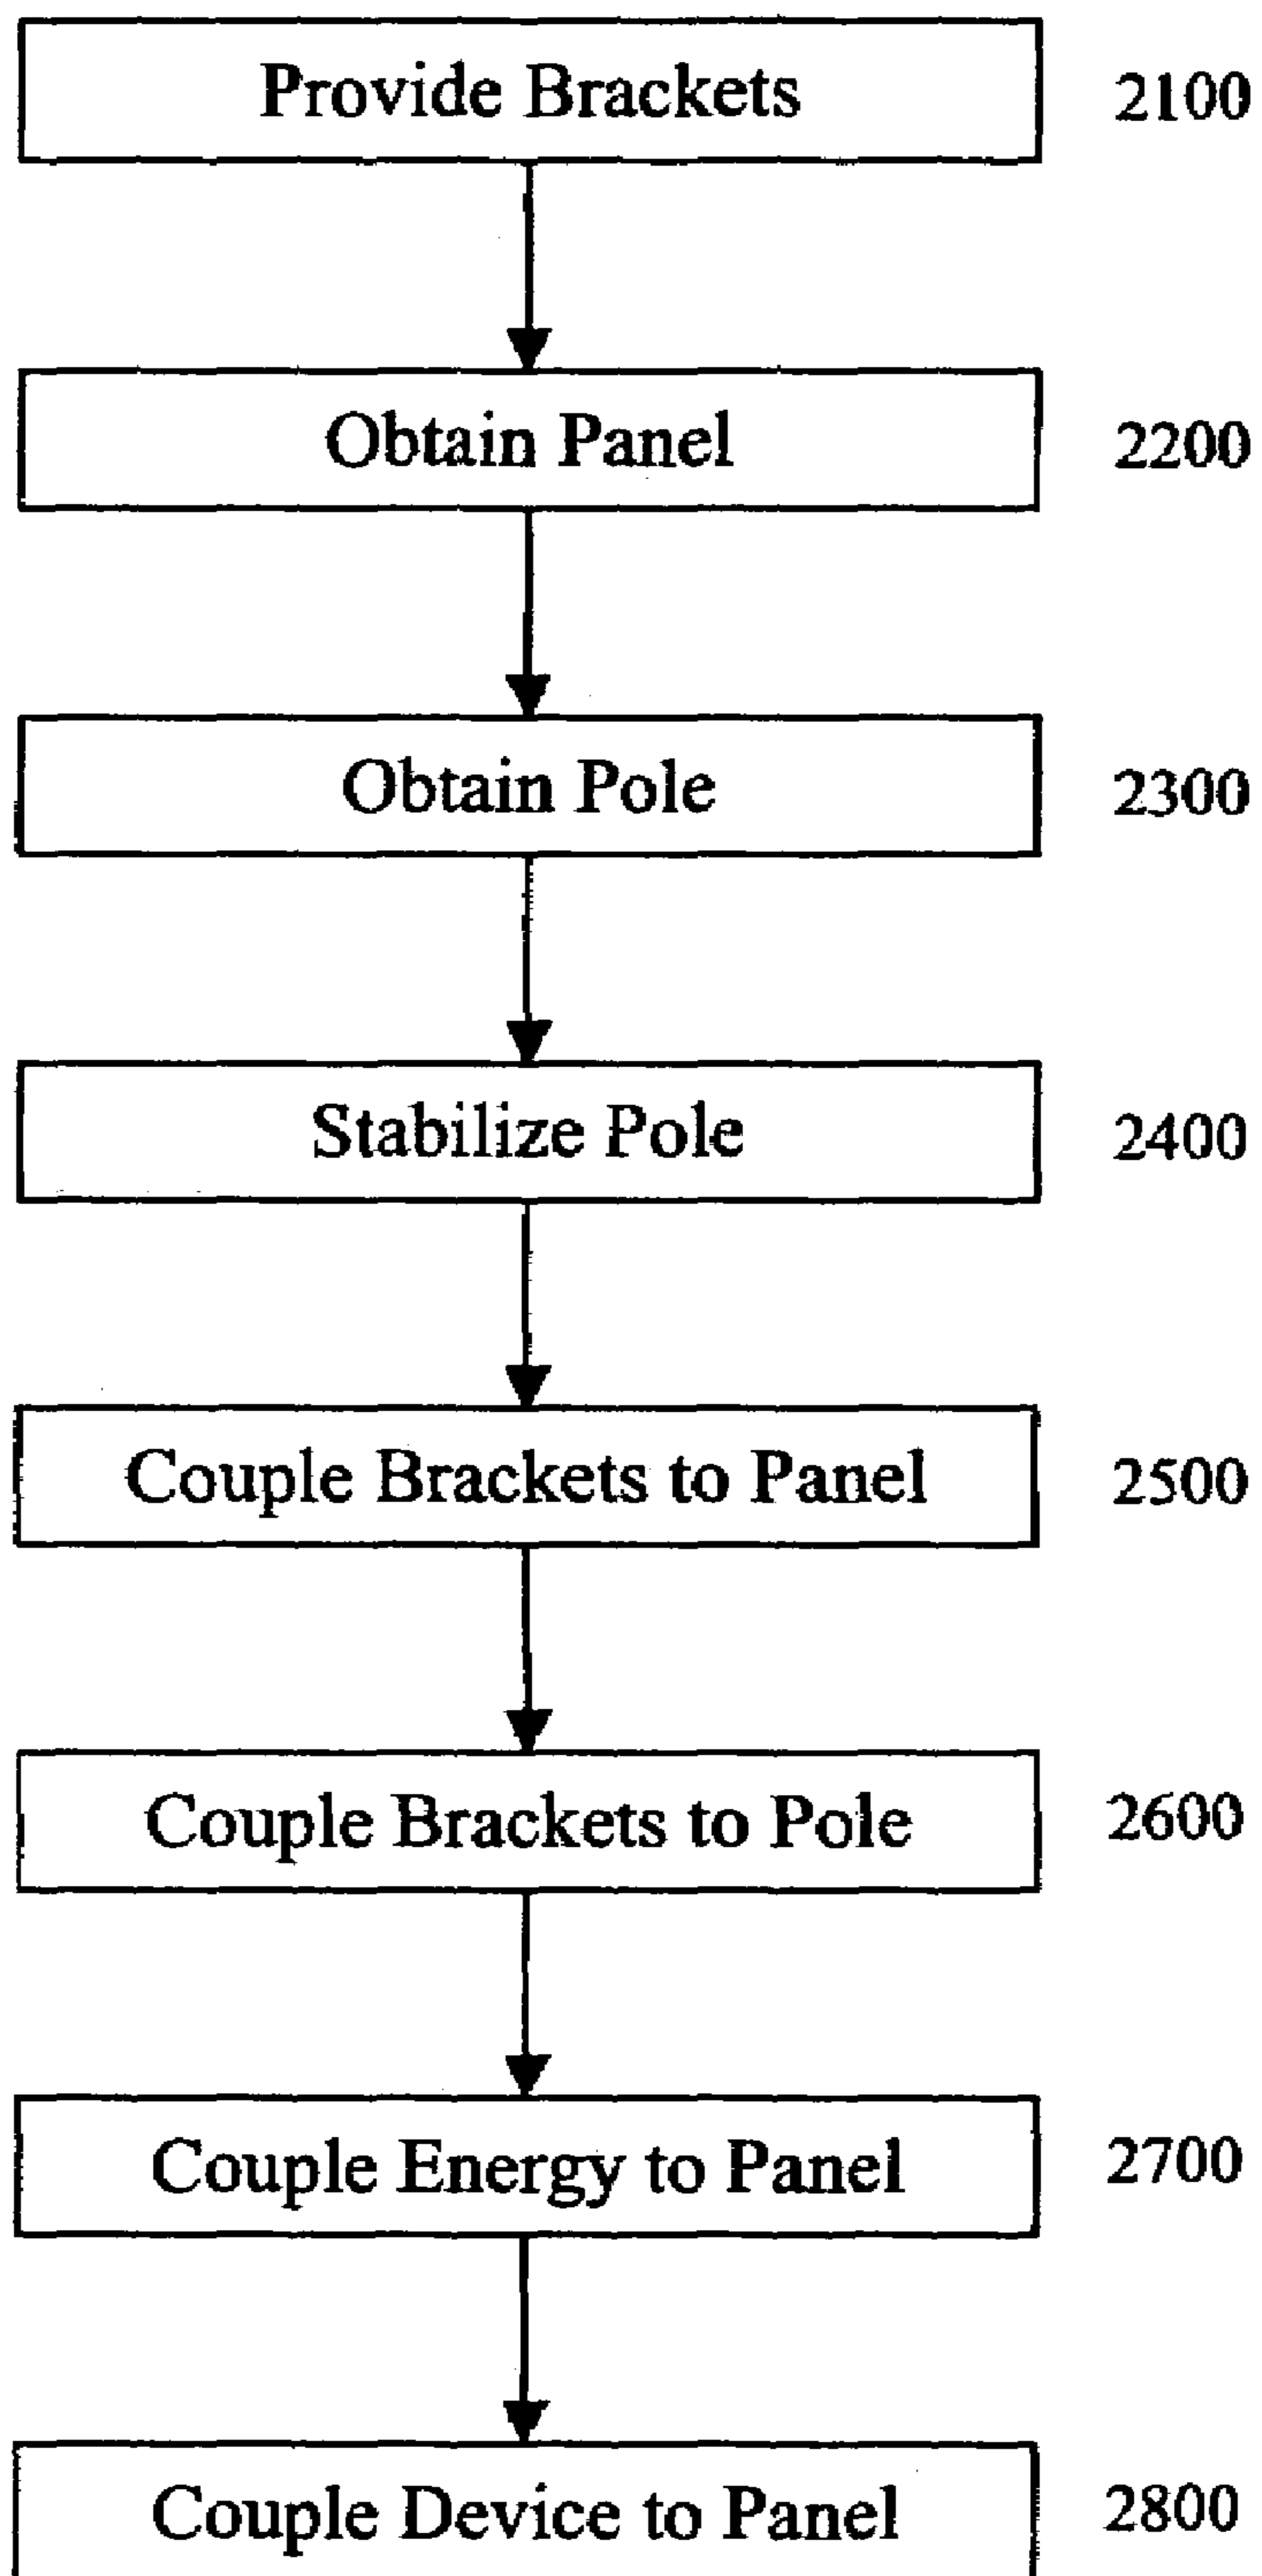 Provide Brackets 2100
Obtain Panel 2200
Obtain Pole 2300
Stabilize Pole 2400
Couple Brackets to Panel 2500
Couple Brackets to Pole 2600
Couple Energy to Panel 2700
Couple Device to Panel 2800